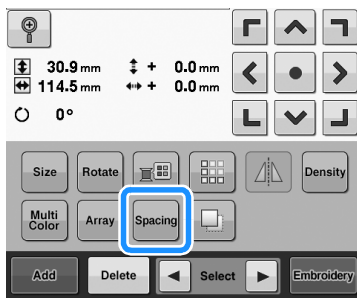 30.9 mm + 0.0 mm
114.5 mm + 0.0 mm
0°
Size Rotate Density
Multi
Color Array Spacing
Add Delete Select Embroidery